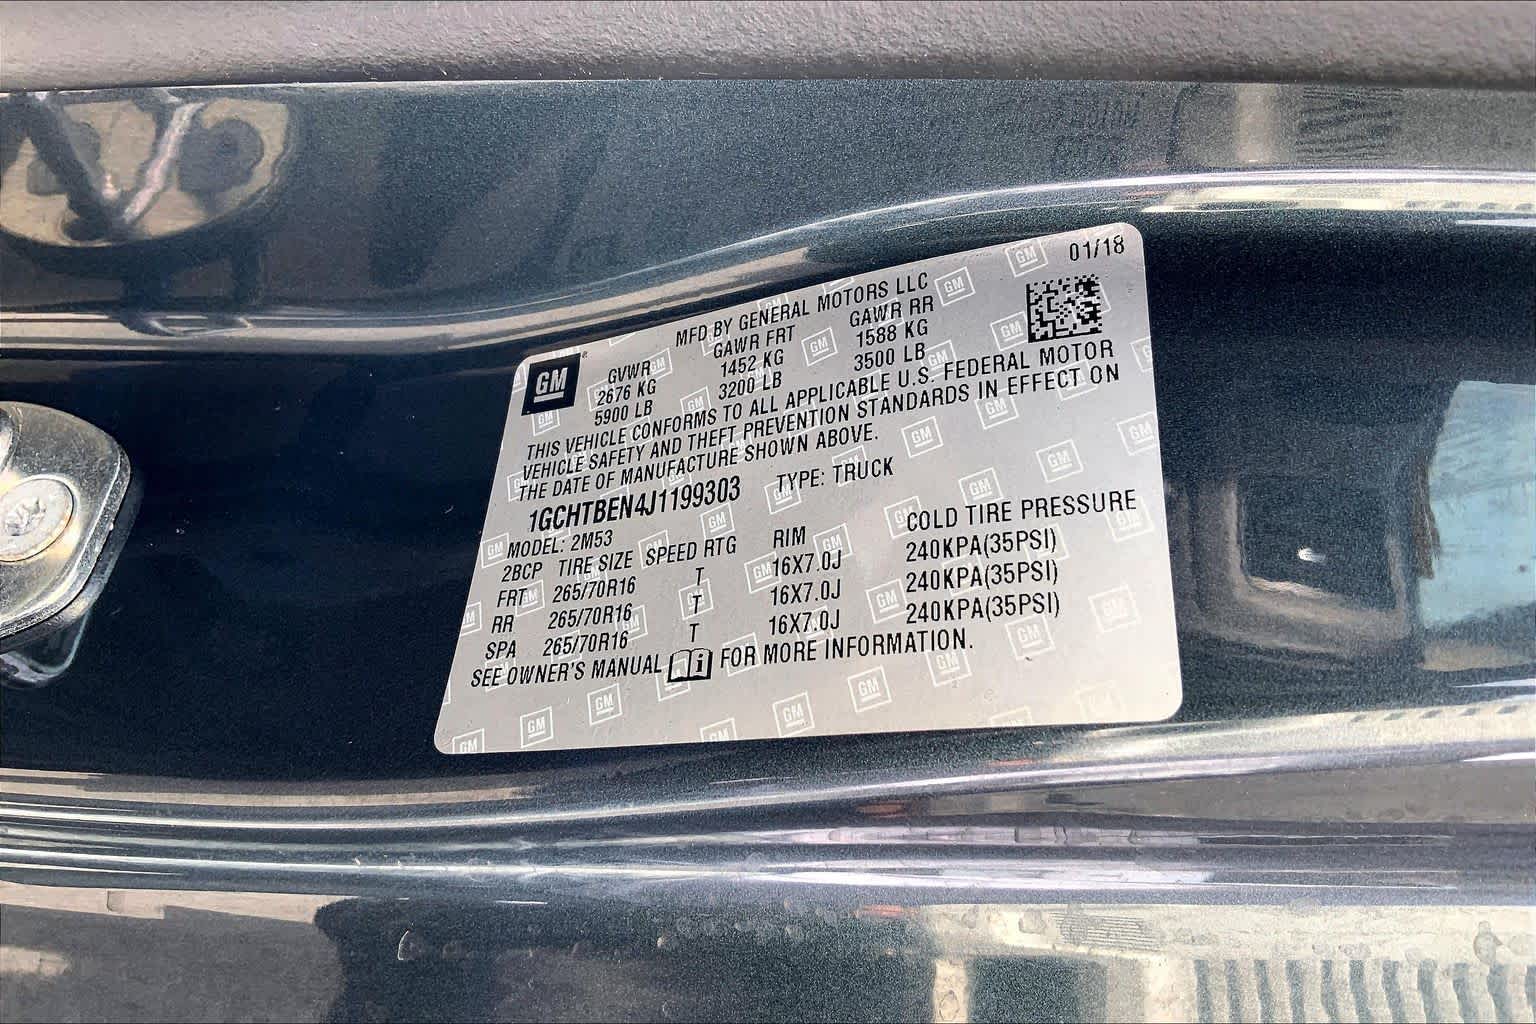 01/18
MFD BY GENERAL MOTORS LLC
GM
GVWR GAWR FRT GAWR RR
2676 KG 1452 KG 1588 KG
5900 LB 3200 LB 3500 LB
THIS VEHICLE CONFORMS TO ALL APPLICABLE U.S. FEDERAL MOTOR
VEHICLE SAFETY AND THEFT PREVENTION STANDARDS IN EFFECT ON
THE DATE OF MANUFACTURE SHOWN ABOVE.
1GCHTBEN4J1199303 TYPE: TRUCK
MODEL: 2M53
2BCP TIRE SIZE SPEED RTG RIM COLD TIRE PRESSURE
FRT 265/70R16 T 16X7.0J 240KPA(35PSI)
RR 265/70R16 T 16X7.0J 240KPA(35PSI)
SPA 265/70R16 T 16X7.0J 240KPA(35PSI)
SEE OWNER'S MANUAL i FOR MORE INFORMATION.